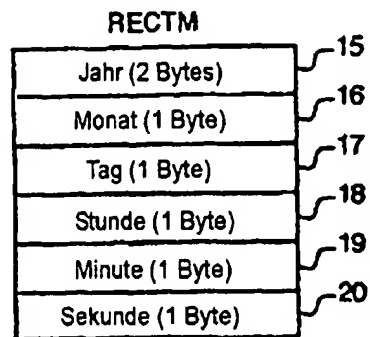 RECTM
Jahr (2 Bytes) 15
Monat (1 Byte) 16
Tag (1 Byte) 17
Stunde (1 Byte) 18
Minute (1 Byte) 19
Sekunde (1 Byte) 20